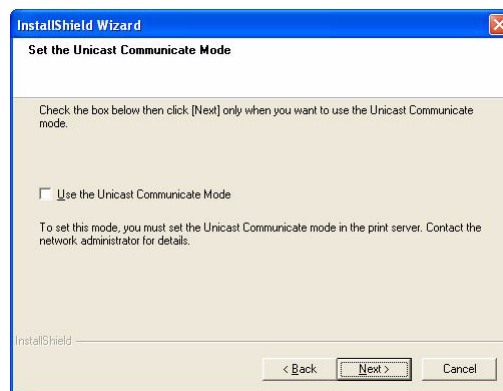 InstallShield Wizard
Set the Unicast Communicate Mode
Check the box below then click [Next] only when you want to use the Unicast Communicate
mode.
Use the Unicast Communicate Mode
To set this mode, you must set the Unicast Communicate mode in the print server. Contact the
network administrator for details.
InstallShield
< Back
Next >
Cancel